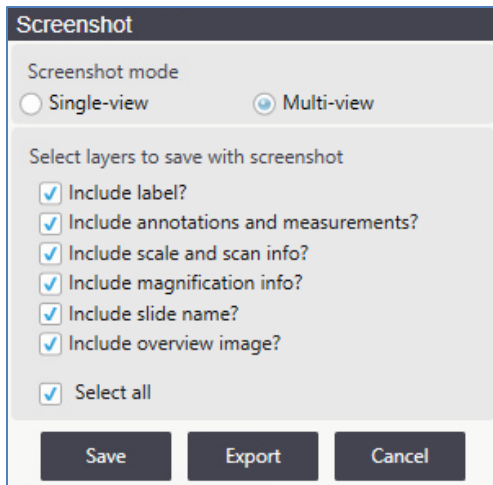 Screenshot
Screenshot mode
Single-view Multi-view
Select layers to save with screenshot
Include label?
Include annotations and measurements?
Include scale and scan info?
Include magnification info?
Include slide name?
Include overview image?
Select all
Save Export Cancel